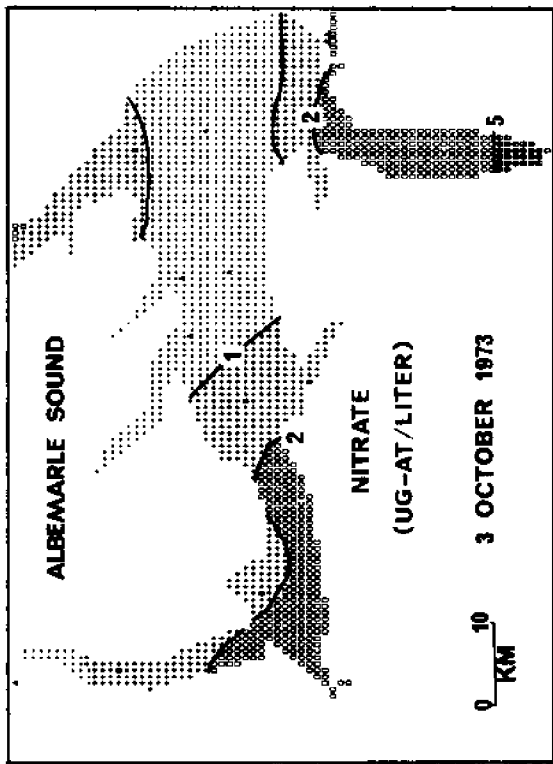 ALBEMARLE SOUND
1
2
2
5
NITRATE
(UG-AT/LITER)
3 OCTOBER 1973
0 10
KM